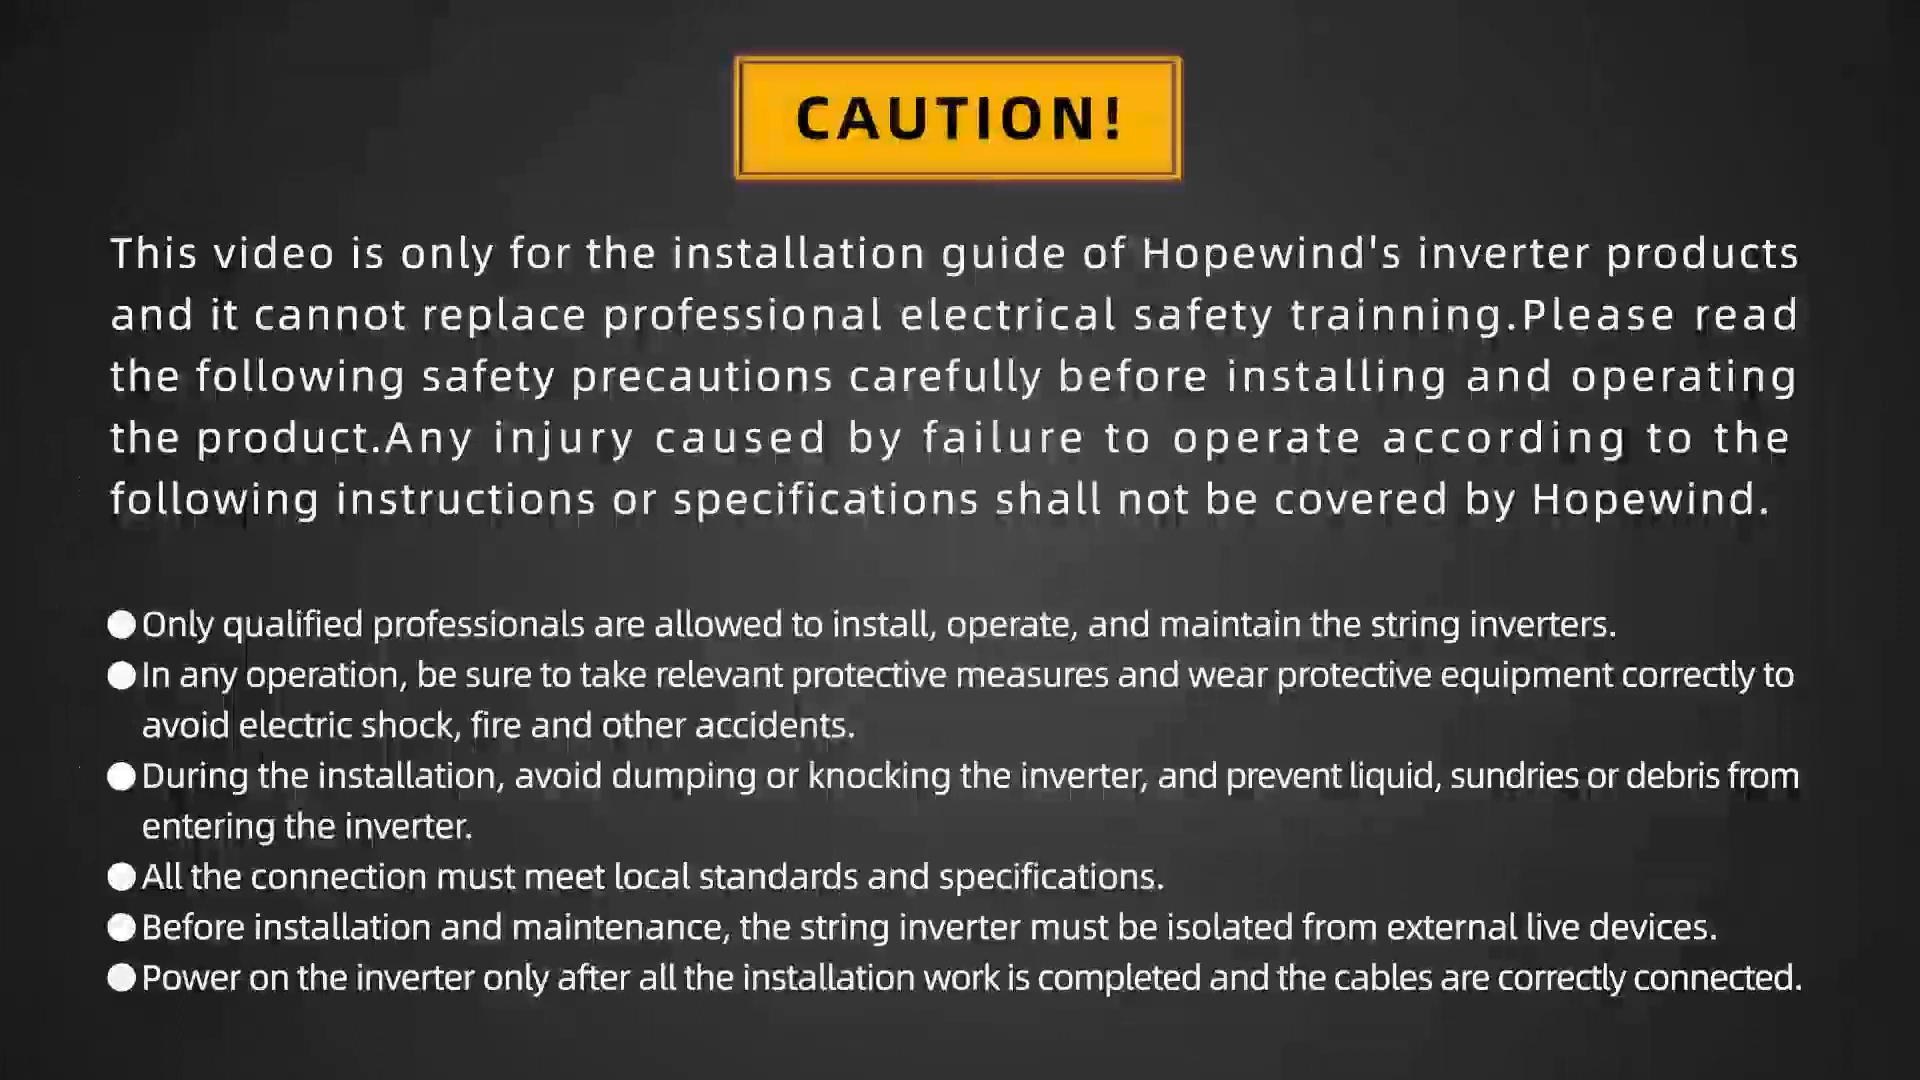 CAUTION!
This video is only for the installation guide of Hopewind's inverter products
and it cannot replace professional electrical safety trainning.Please read
the following safety precautions carefully before installing and operating
the product.Any injury caused by failure to operate according to the
following instructions or specifications shall not be covered by Hopewind.
●Only qualified professionals are allowed to install, operate, and maintain the string inverters.
●In any operation, be sure to take relevant protective measures and wear protective equipment correctly to
avoid electric shock, fire and other accidents.
●During the installation, avoid dumping or knocking the inverter, and prevent liquid, sundries or debris from
entering the inverter.
●All the connection must meet local standards and specifications.
●Before installation and maintenance, the string inverter must be isolated from external live devices.
●Power on the inverter only after all the installation work is completed and the cables are correctly connected.